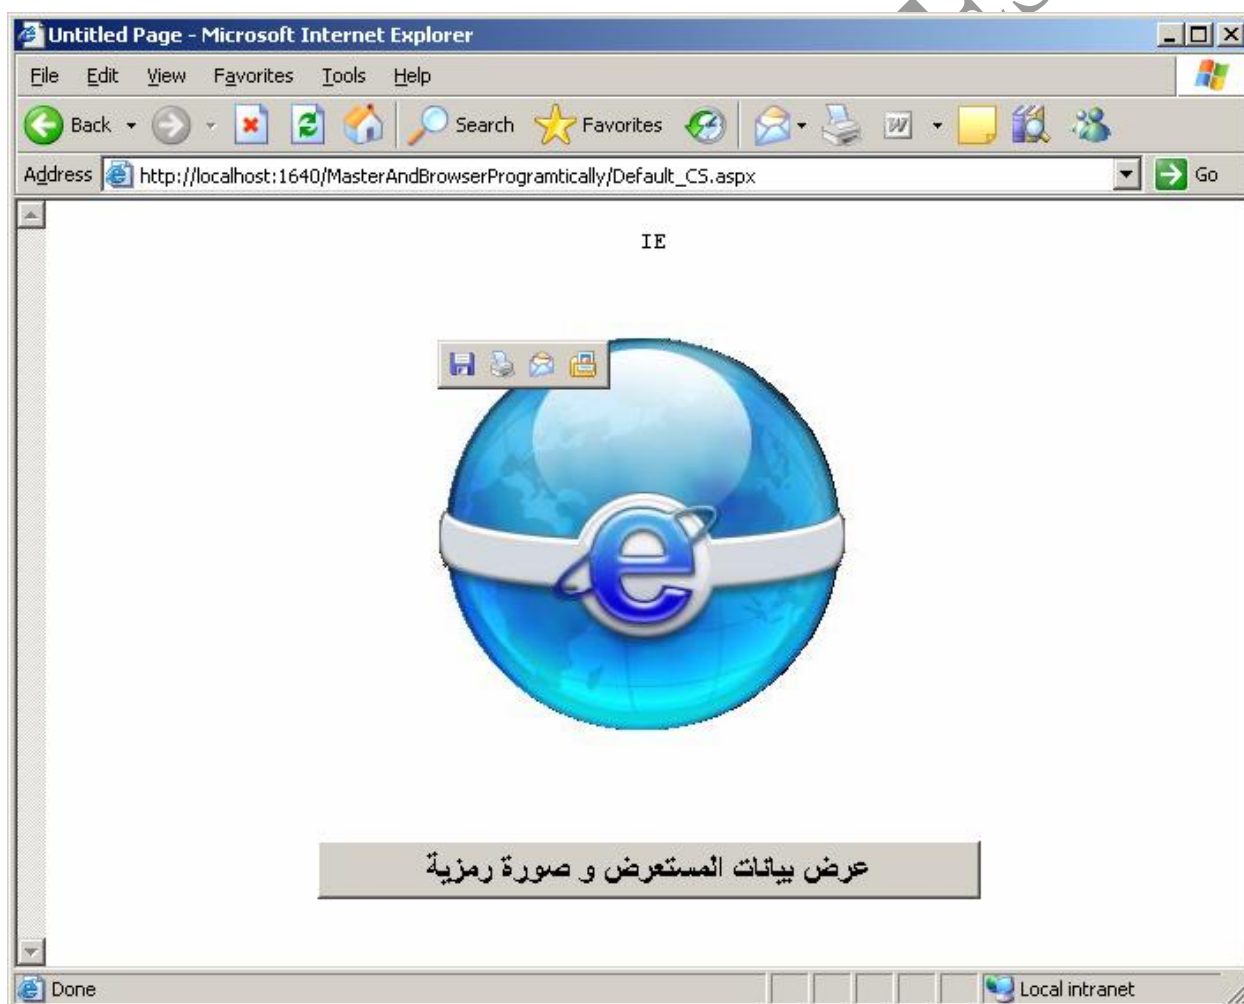 Untitled Page - Microsoft Internet Explorer
File Edit View Favorites Tools Help
Back Search Favorites
Address http://localhost:1640/MasterAndBrowserProgramtically/Default_CS.aspx Go
IE
عرض بيانات المستعرض و صورة رمزية
Done Local intranet